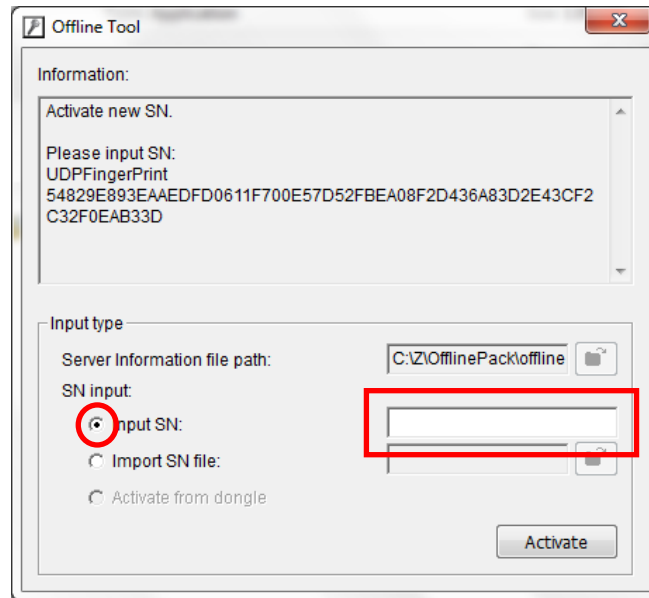 Offline Tool
Information:
Activate new SN.
Please input SN:
UDPFingerPrint
54829E893EAAEDFD0611F700E57D52FBEA08F2D436A83D2E43CF2
C32F0EAB33D
Input type
Server Information file path:
C:\Z\OfflinePack\offline
SN input:
Input SN:
Import SN file:
Activate from dongle
Activate